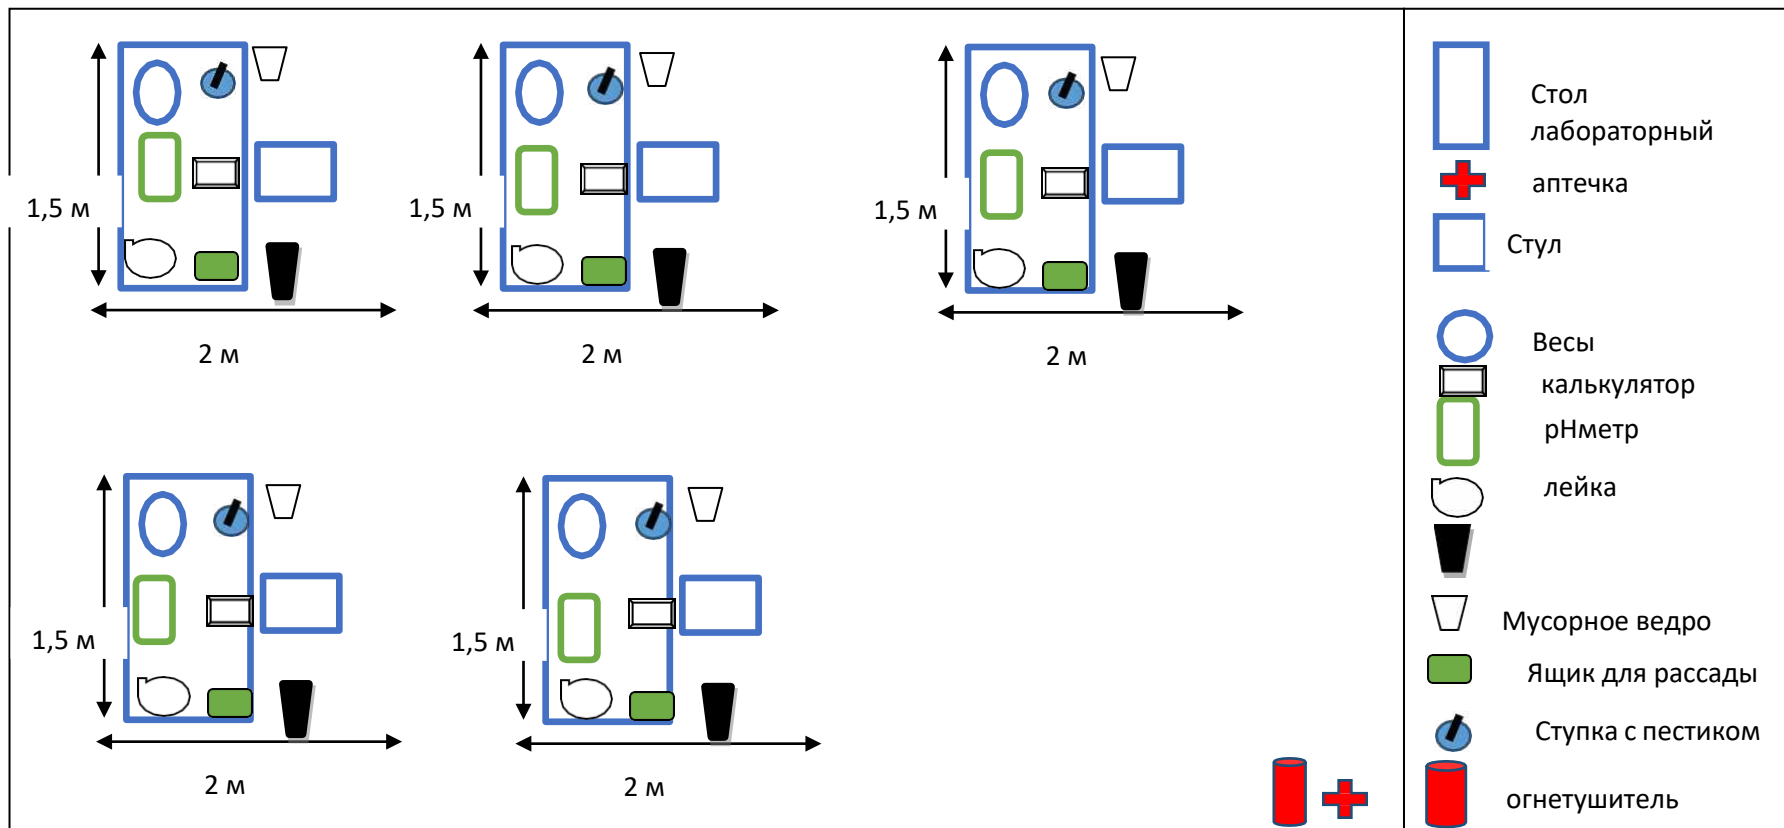 1,5 м
1,5 м
1,5 м
2 м
2 м
2 м
1,5 м
1,5 м
2 м
2 м
Стол
лабораторный
аптечка
Стул
Весы
калькулятор
рНметр
лейка
Мусорное ведро
Ящик для рассады
Ступка с пестиком
огнетушитель